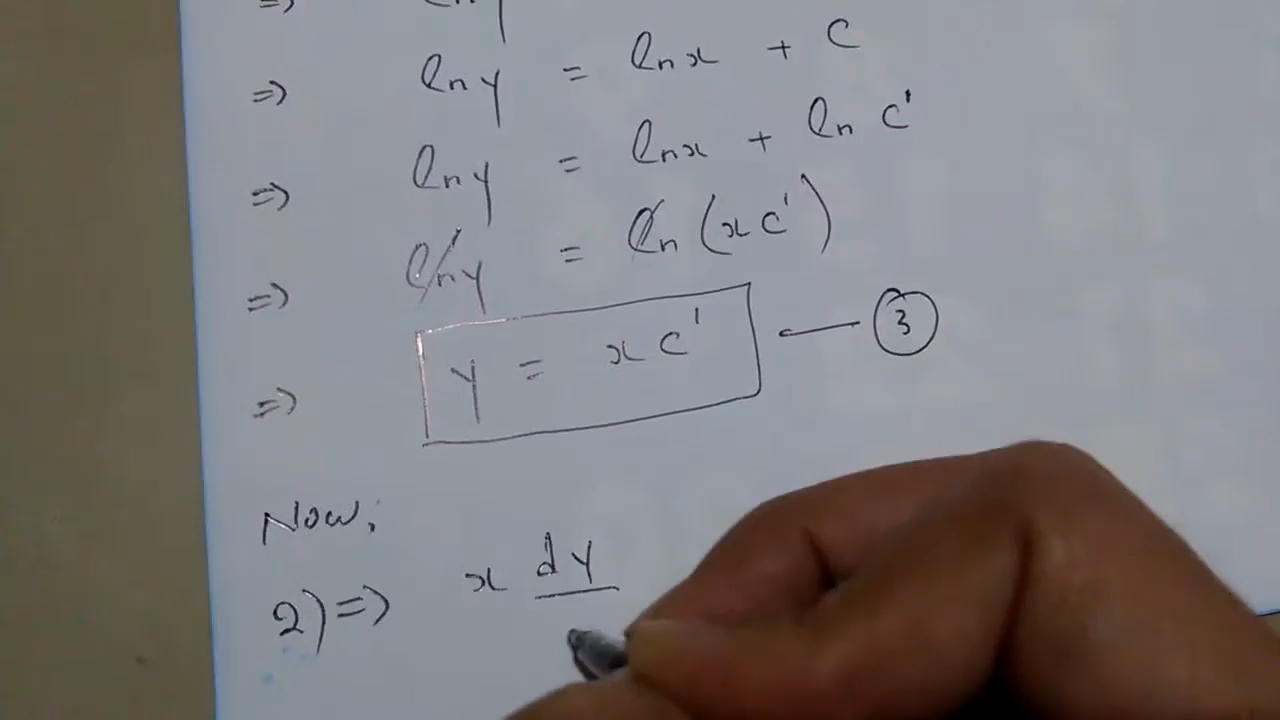 => ln y = ln x + C
=> ln y = ln x + ln C'
=> ln y = ln (x C')
=> y = x C' ← 3
Now,
2) => x dy